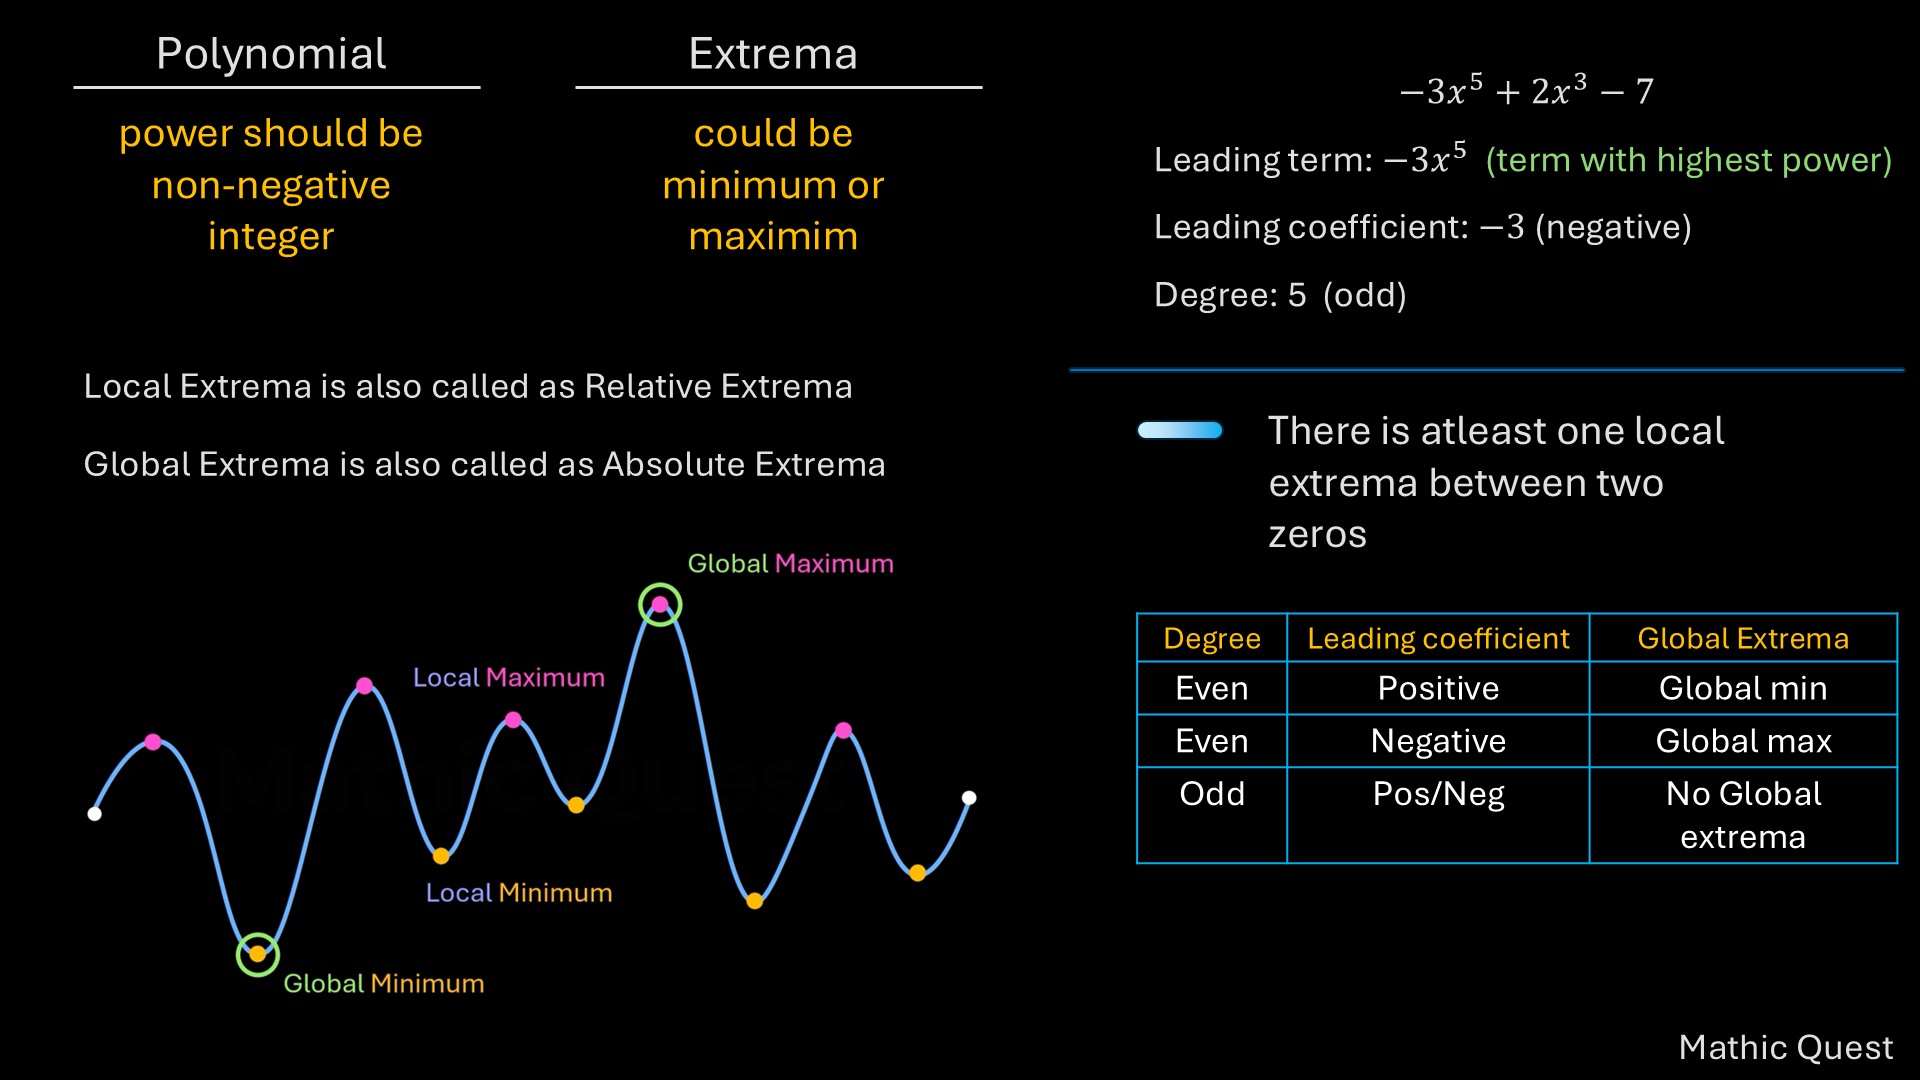 Polynomial
power should be
non-negative
integer
Extrema
could be
minimum or
maximim
Local Extrema is also called as Relative Extrema
Global Extrema is also called as Absolute Extrema
Global Maximum
Local Maximum
Local Minimum
Global Minimum
Mathic Quest
−3x⁵ + 2x³ − 7
Leading term: −3x⁵ (term with highest power)
Leading coefficient: −3 (negative)
Degree: 5 (odd)
There is atleast one local
extrema between two
zeros
Degree Leading coefficient Global Extrema
Even Positive Global min
Even Negative Global max
Odd Pos/Neg No Global
extrema
Mathic Quest